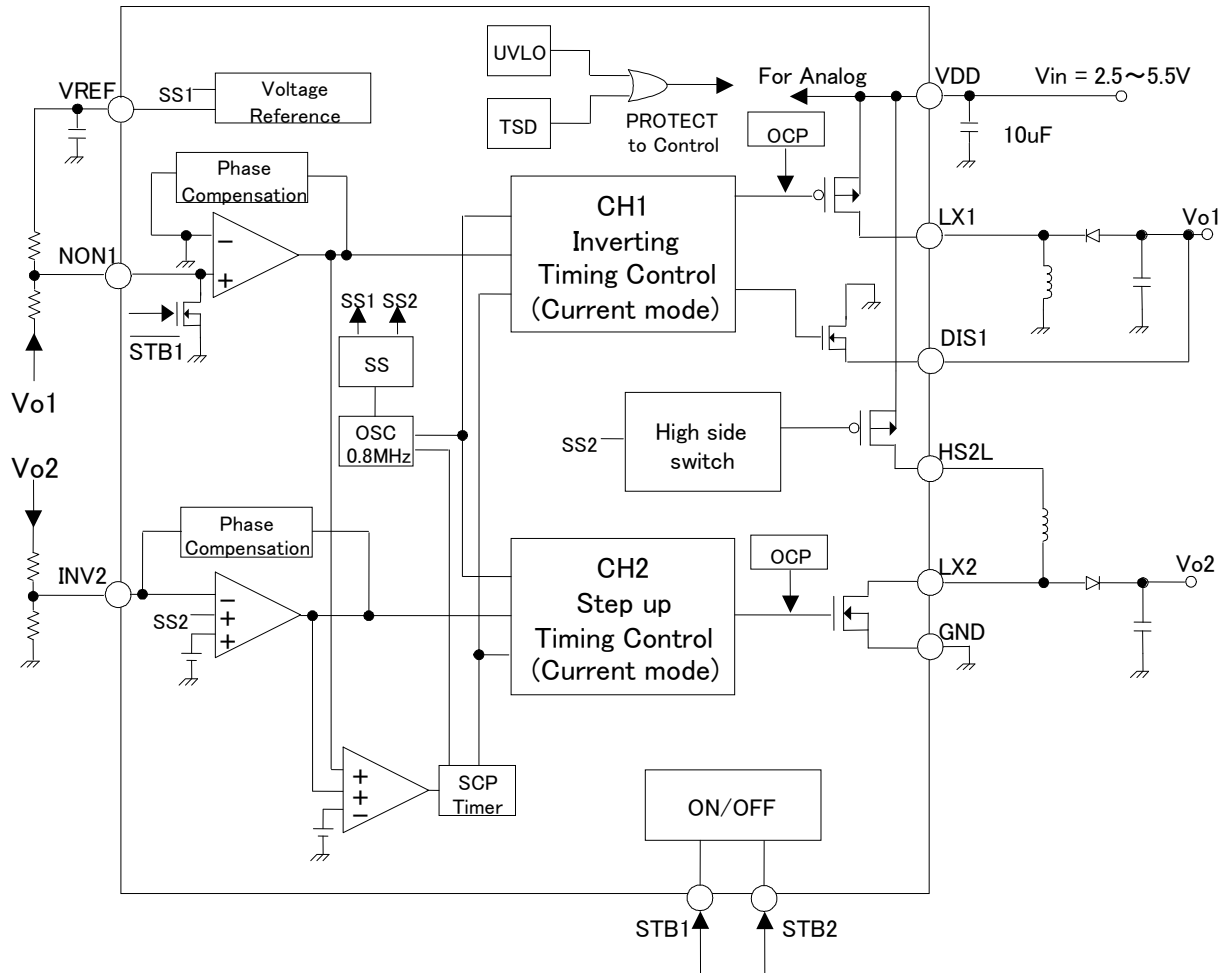 UVLO
TSD
PROTECT
to Control
For Analog
VDD
Vin = 2.5～5.5V
10uF
VREF
SS1
Voltage
Reference
OCP
Phase
Compensation
CH1
Inverting
Timing Control
(Current mode)
LX1
Vo1
NON1
−
+
STB1
SS1
SS2
SS
DIS1
Vo1
OSC
0.8MHz
SS2
High side
switch
HS2L
Vo2
Phase
Compensation
OCP
INV2
−
+
+
SS2
CH2
Step up
Timing Control
(Current mode)
LX2
Vo2
GND
+
+
−
SCP
Timer
ON/OFF
STB1
STB2